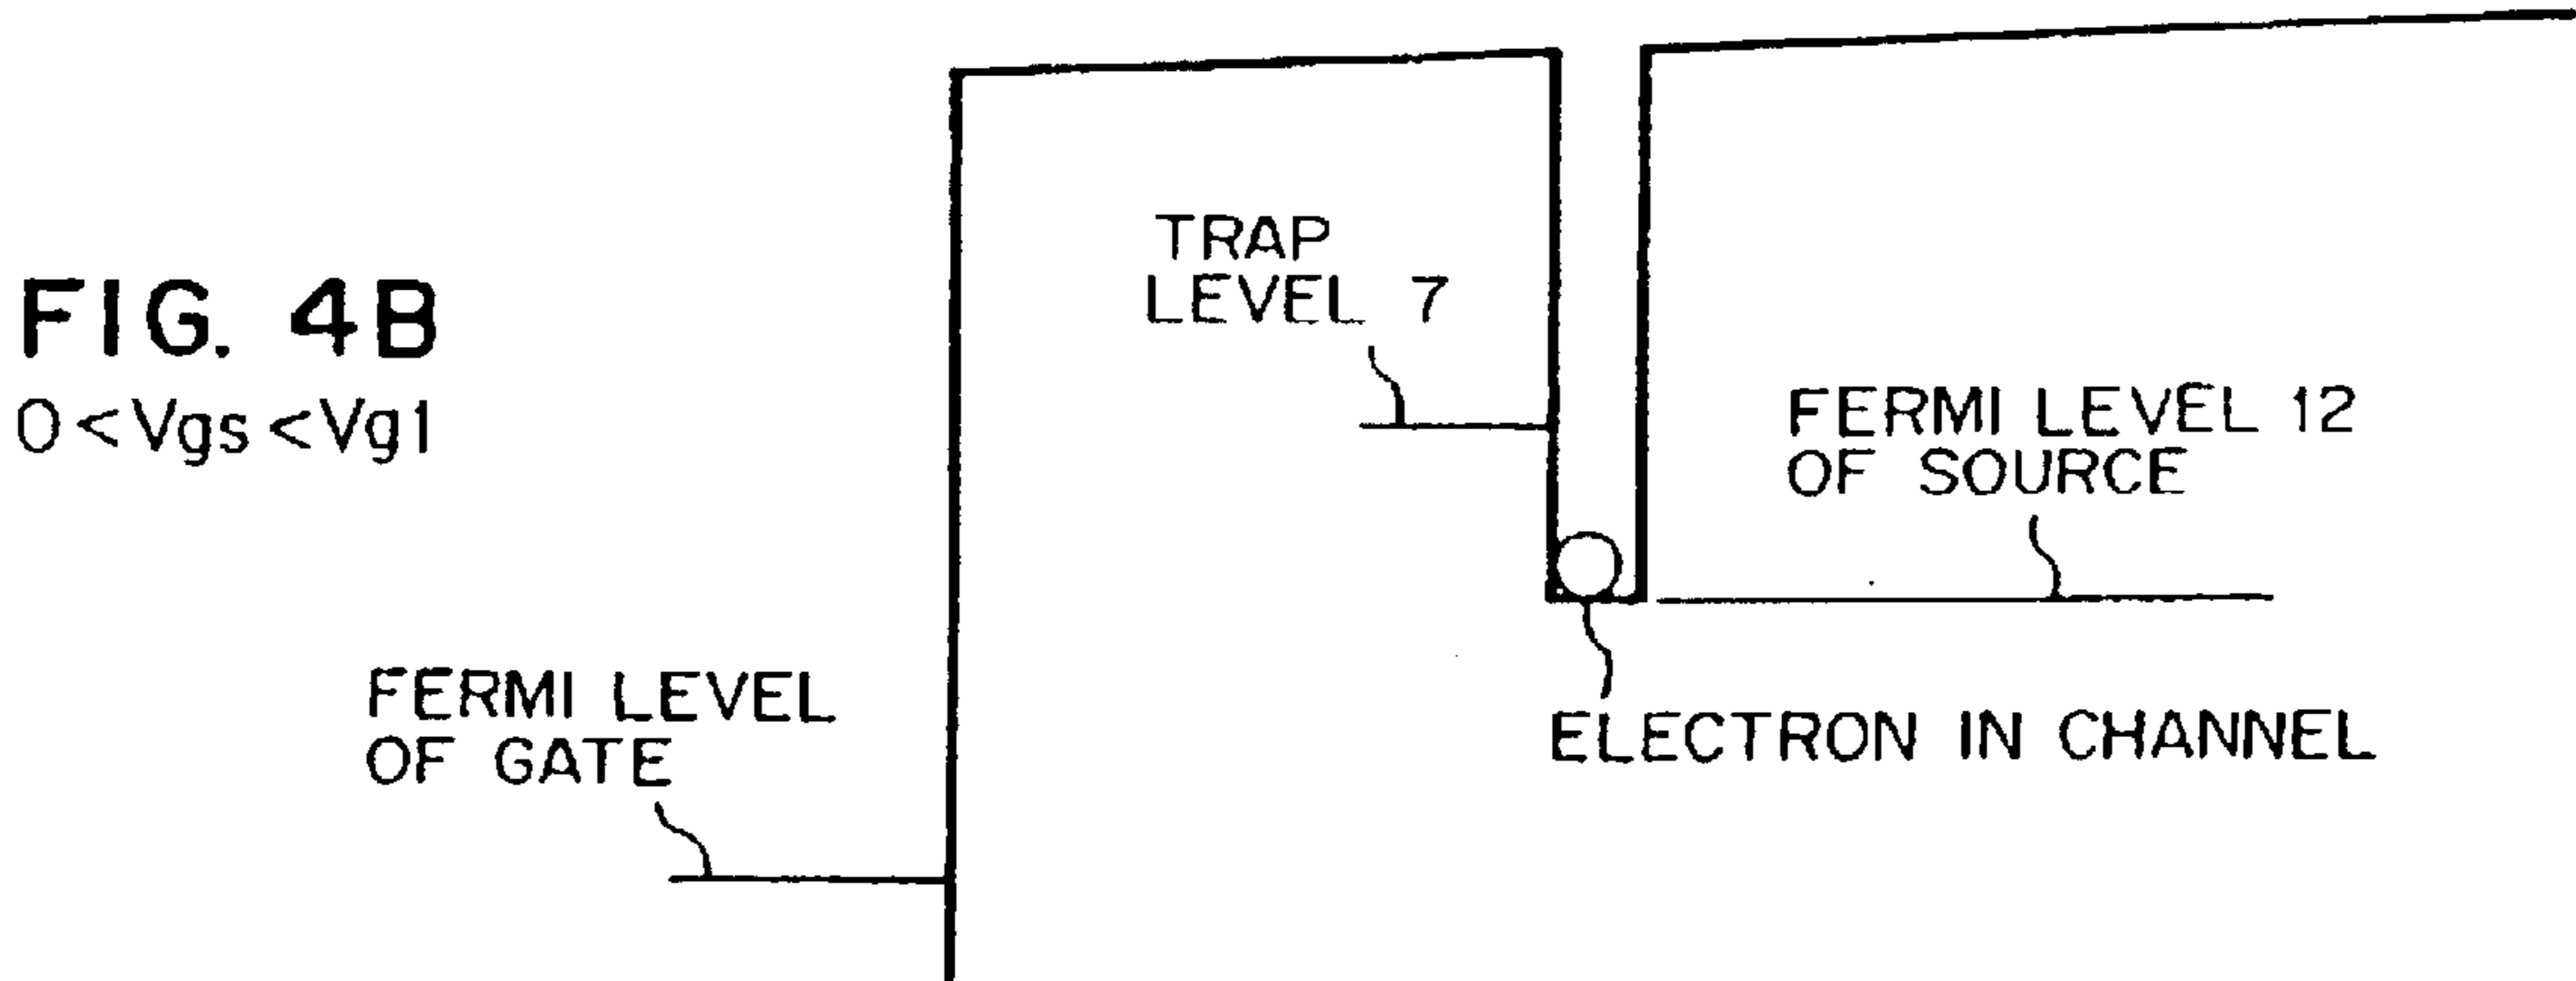 FIG. 4B
0<Vgs<Vg1
TRAP
LEVEL 7
FERMI LEVEL 12
OF SOURCE
FERMI LEVEL
OF GATE
ELECTRON IN CHANNEL